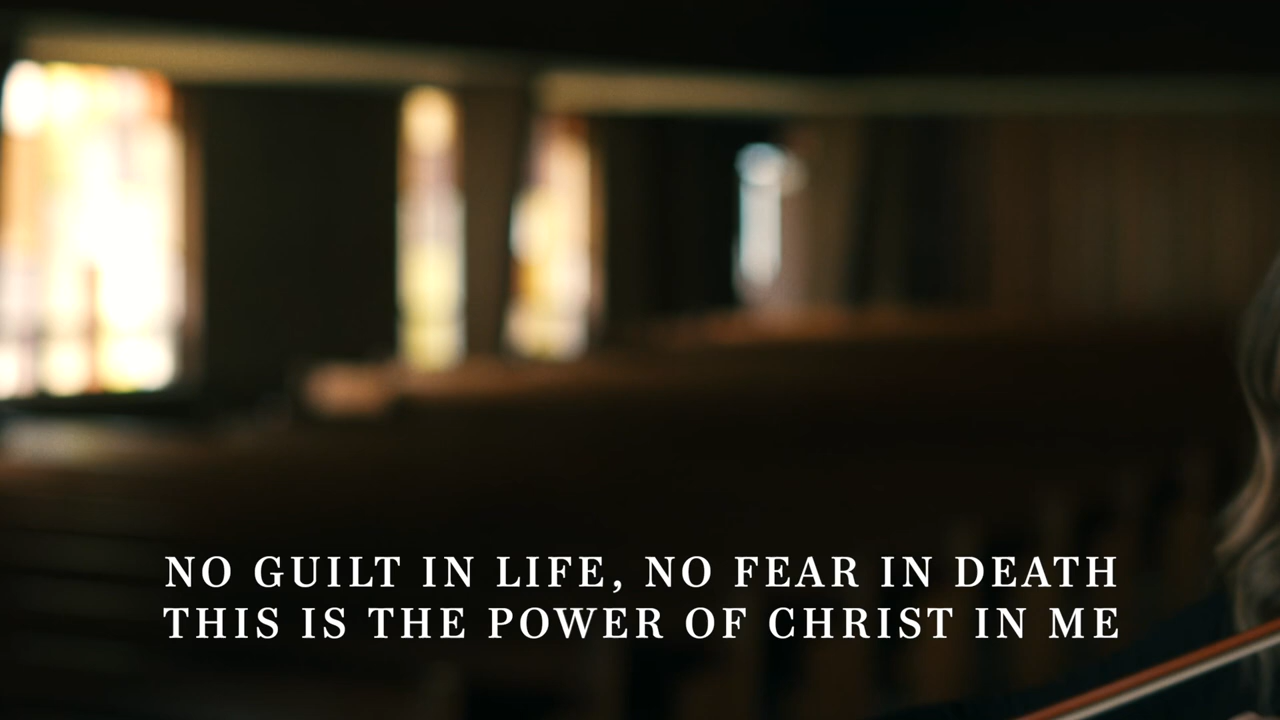 NO GUILT IN LIFE, NO FEAR IN DEATH
THIS IS THE POWER OF CHRIST IN ME